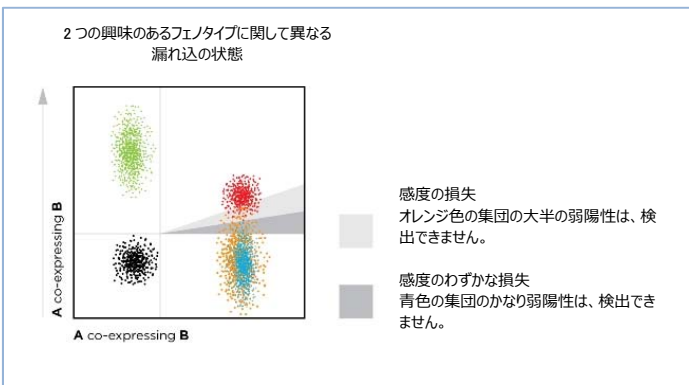 2 つの興味のあるフェノタイプに関して異なる
漏れ込の状態
A co-expressing B
A co-expressing B
感度の損失
オレンジ色の集団の大半の弱陽性は、検
出できません。
感度のわずかな損失
青色の集団のかなり弱陽性は、検出でき
ません。